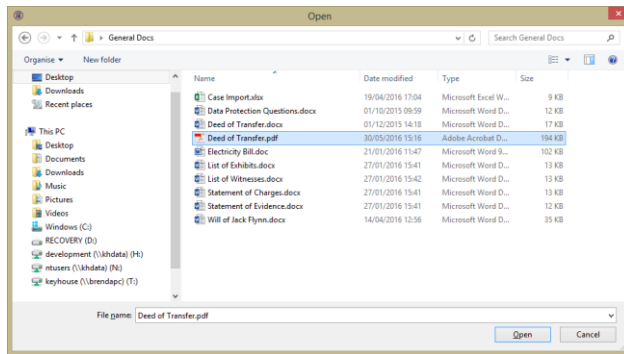 Open
General Docs
Search General Docs
Organise
New folder
Name Date modified Type Size
Desktop
Downloads
Recent places
This PC
Desktop
Documents
Downloads
Music
Pictures
Videos
Windows (C:)
RECOVERY (D:)
development (\\khdata) (H:)
ntusers (\\khdata) (N:)
keyhouse (\\brendapc) (T:)
Case Import.xlsx 19/04/2016 17:04 Microsoft Excel W... 9 KB
Data Protection Questions.docx 01/10/2015 09:59 Microsoft Word D... 12 KB
Deed of Transfer.docx 01/12/2015 14:18 Microsoft Word D... 17 KB
Deed of Transfer.pdf 30/05/2016 15:16 Adobe Acrobat D... 194 KB
Electricity Bill.doc 21/01/2016 11:47 Microsoft Word 9... 102 KB
List of Exhibits.docx 27/01/2016 15:41 Microsoft Word D... 13 KB
List of Witnesses.docx 27/01/2016 15:42 Microsoft Word D... 13 KB
Statement of Charges.docx 27/01/2016 15:41 Microsoft Word D... 13 KB
Statement of Evidence.docx 27/01/2016 15:41 Microsoft Word D... 12 KB
Will of Jack Flynn.docx 14/04/2016 12:56 Microsoft Word D... 35 KB
File name: Deed of Transfer.pdf
Open Cancel